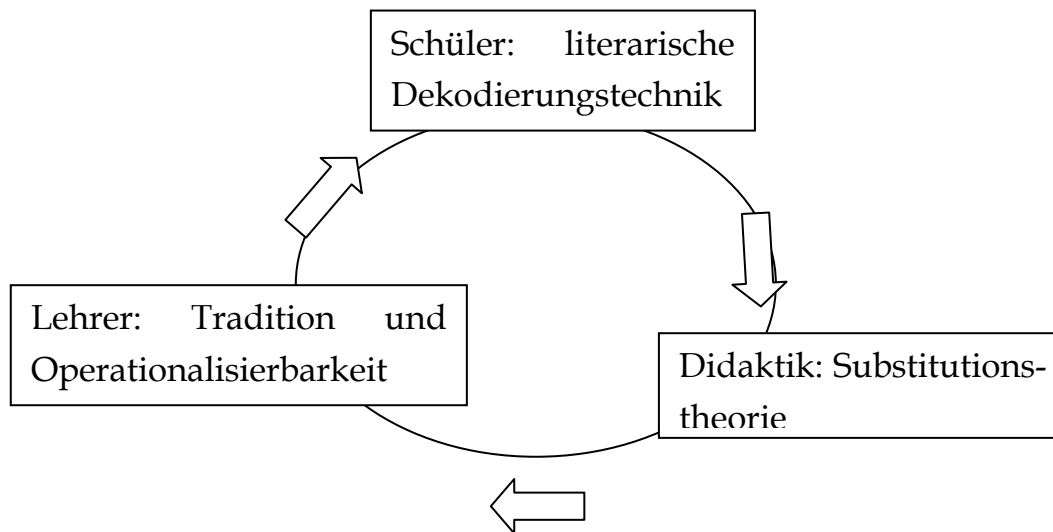 Schüler: literarische
Dekodierungstechnik
Lehrer: Tradition und
Operationalisierbarkeit
Didaktik: Substitutions-
theorie